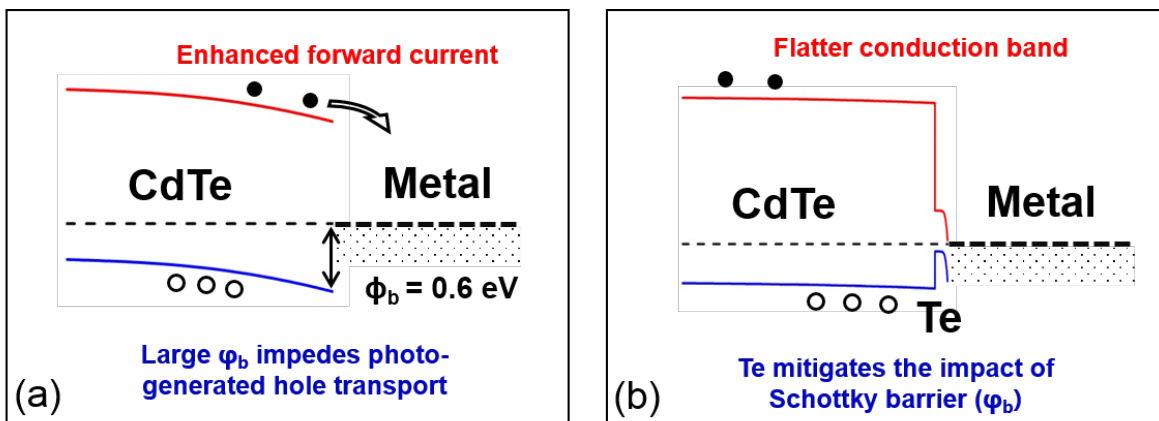 Enhanced forward current
CdTe
Metal
ϕb = 0.6 eV
Large φb impedes photo-
generated hole transport
(a)
Flatter conduction band
CdTe
Metal
Te
Te mitigates the impact of
Schottky barrier (φb)
(b)